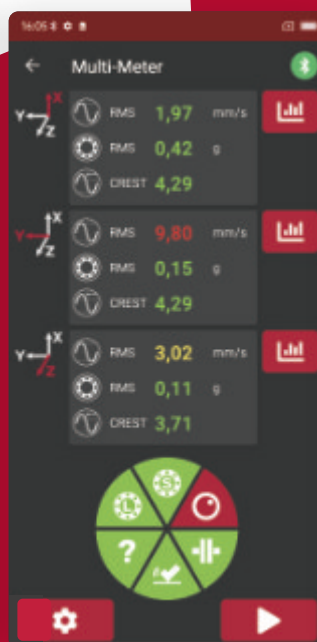 16:05
Multi-Meter
X
Y
Z
RMS 1,97 mm/s
RMS 0,42 g
CREST 4,29
X
Y
Z
RMS 9,80 mm/s
RMS 0,15 g
CREST 4,29
X
Y
Z
RMS 3,02 mm/s
RMS 0,11 g
CREST 3,71
S
L
?